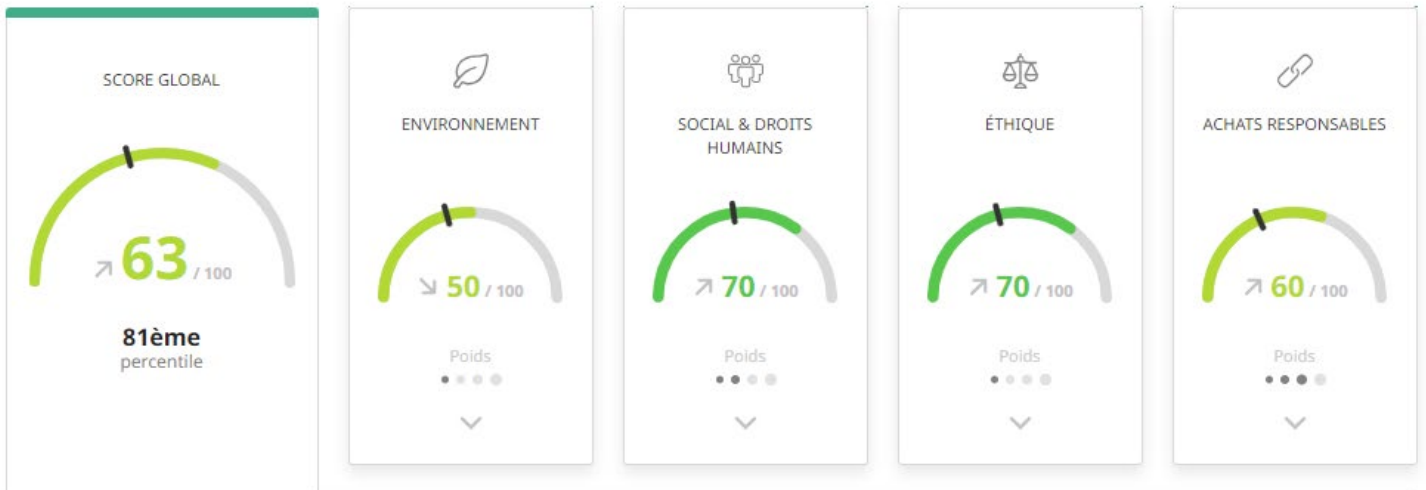 SCORE GLOBAL
63 / 100
81ème
percentile
ENVIRONNEMENT
50 / 100
Poids
SOCIAL & DROITS
HUMAINS
70 / 100
Poids
ÉTHIQUE
70 / 100
Poids
ACHATS RESPONSABLES
60 / 100
Poids